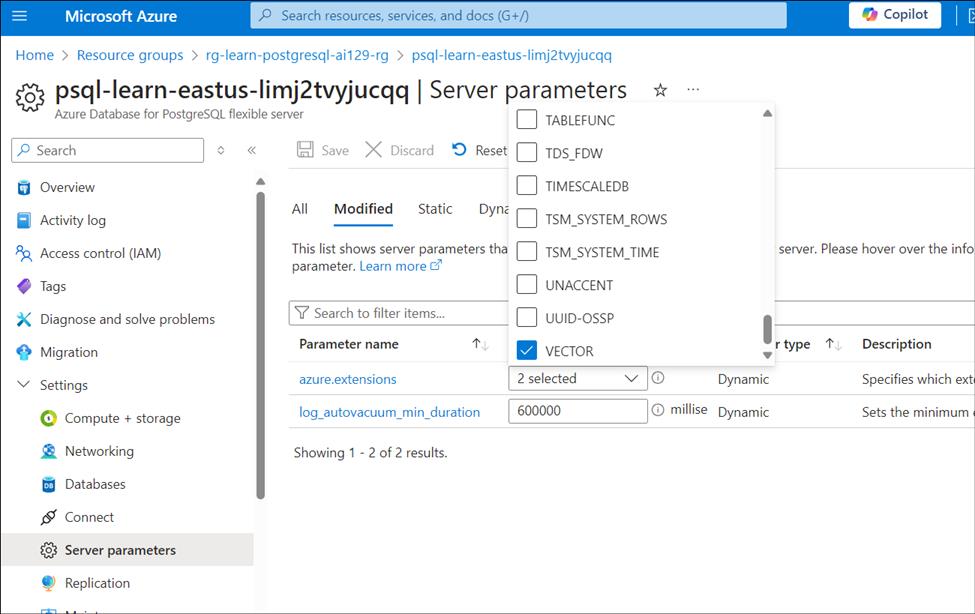 Microsoft Azure
Search resources, services, and docs (G+/)
Copilot
Home > Resource groups > rg-learn-postgresql-ai129-rg > psql-learn-eastus-limj2tvyjucqq
psql-learn-eastus-limj2tvyjucqq | Server parameters
Azure Database for PostgreSQL flexible server
Search
Save
Discard
Reset
Overview
Activity log
Access control (IAM)
Tags
Diagnose and solve problems
Migration
Settings
Compute + storage
Networking
Databases
Connect
Server parameters
Replication
All
Modified
Static
Dyna
This list shows server parameters tha
server. Please hover over the info
parameter. Learn more
Search to filter items...
TABLEFUNC
TDS_FDW
TIMESCALEDB
TSM_SYSTEM_ROWS
TSM_SYSTEM_TIME
UNACCENT
UUID-OSSP
VECTOR
Parameter name
r type
Description
azure.extensions
2 selected
Dynamic
Specifies which exte
log_autovacuum_min_duration
600000
millise
Dynamic
Sets the minimum
Showing 1 - 2 of 2 results.